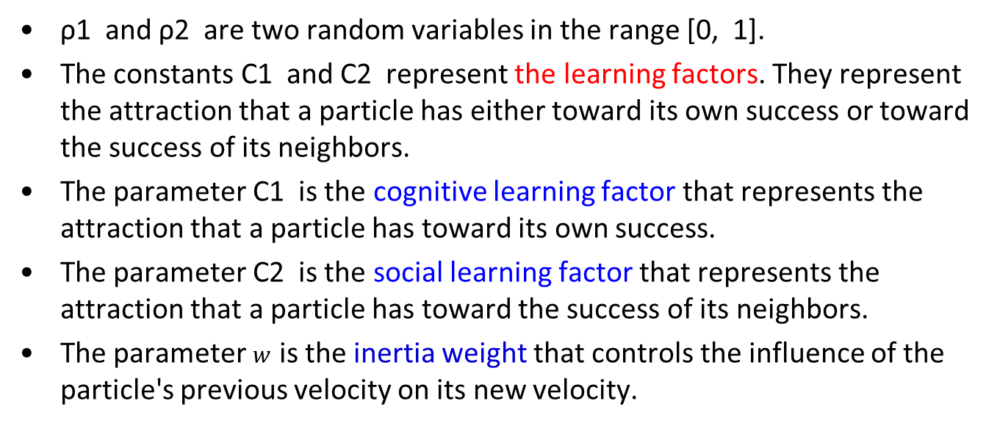 • ρ1 and ρ2 are two random variables in the range [0, 1].
• The constants C1 and C2 represent the learning factors. They represent
the attraction that a particle has either toward its own success or toward
the success of its neighbors.
• The parameter C1 is the cognitive learning factor that represents the
attraction that a particle has toward its own success.
• The parameter C2 is the social learning factor that represents the
attraction that a particle has toward the success of its neighbors.
• The parameter w is the inertia weight that controls the influence of the
particle's previous velocity on its new velocity.